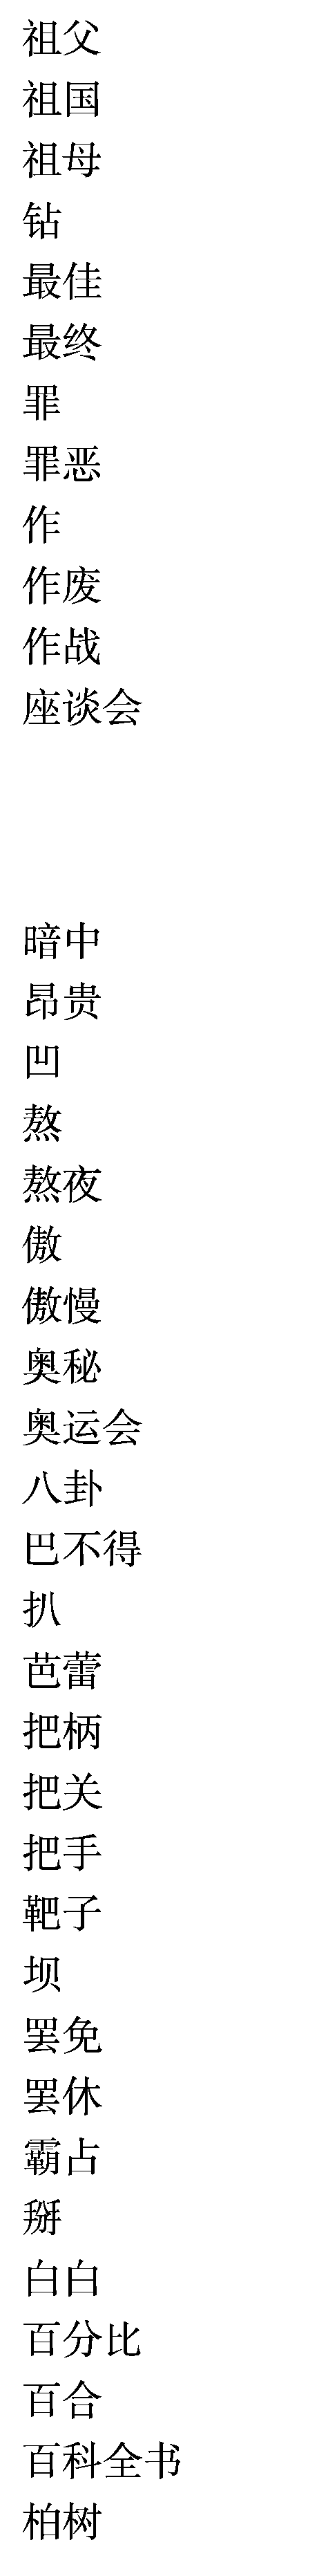 祖父
祖国
祖母
钻
最佳
最终
罪
罪恶
作
作废
作战
座谈会
暗中
昂贵
凹
熬
熬夜
傲
傲慢
奥秘
奥运会
八卦
巴不得
扒
芭蕾
把柄
把关
把手
靶子
坝
罢免
罢休
霸占
掰
白白
百分比
百合
百科全书
柏树